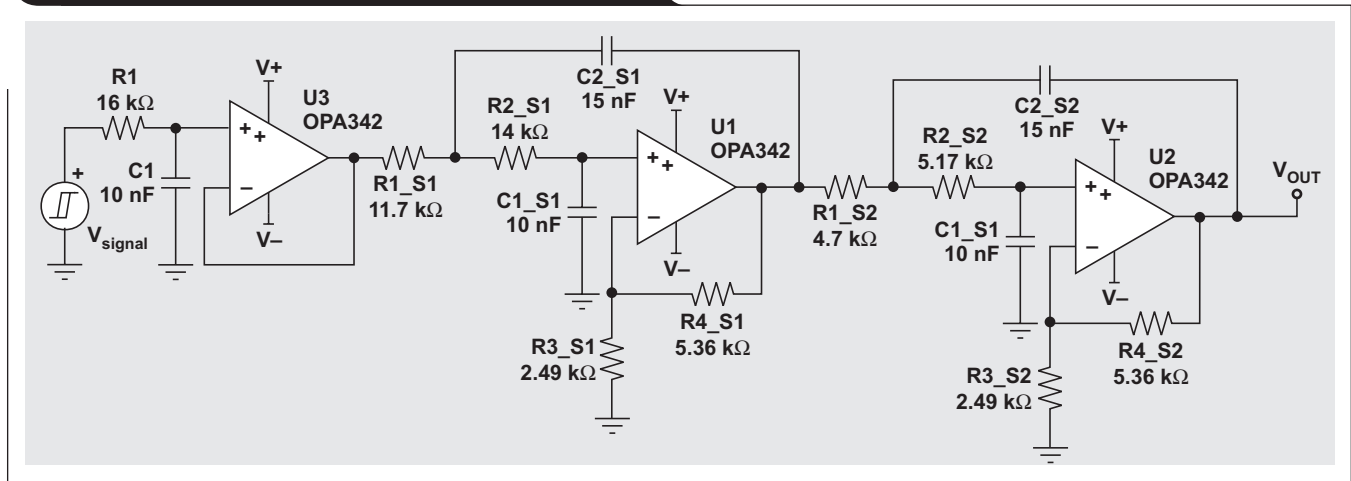 R1
16 kΩ
+
V_signal
C1
10 nF
V+
U3
OPA342
+
+
−
V−
R1_S1
11.7 kΩ
C2_S1
15 nF
R2_S1
14 kΩ
C1_S1
10 nF
V+
U1
OPA342
+
+
−
V−
R4_S1
5.36 kΩ
R3_S1
2.49 kΩ
R1_S2
4.7 kΩ
C2_S2
15 nF
R2_S2
5.17 kΩ
C1_S1
10 nF
V+
U2
OPA342
+
+
−
V−
R4_S2
5.36 kΩ
R3_S2
2.49 kΩ
V_OUT